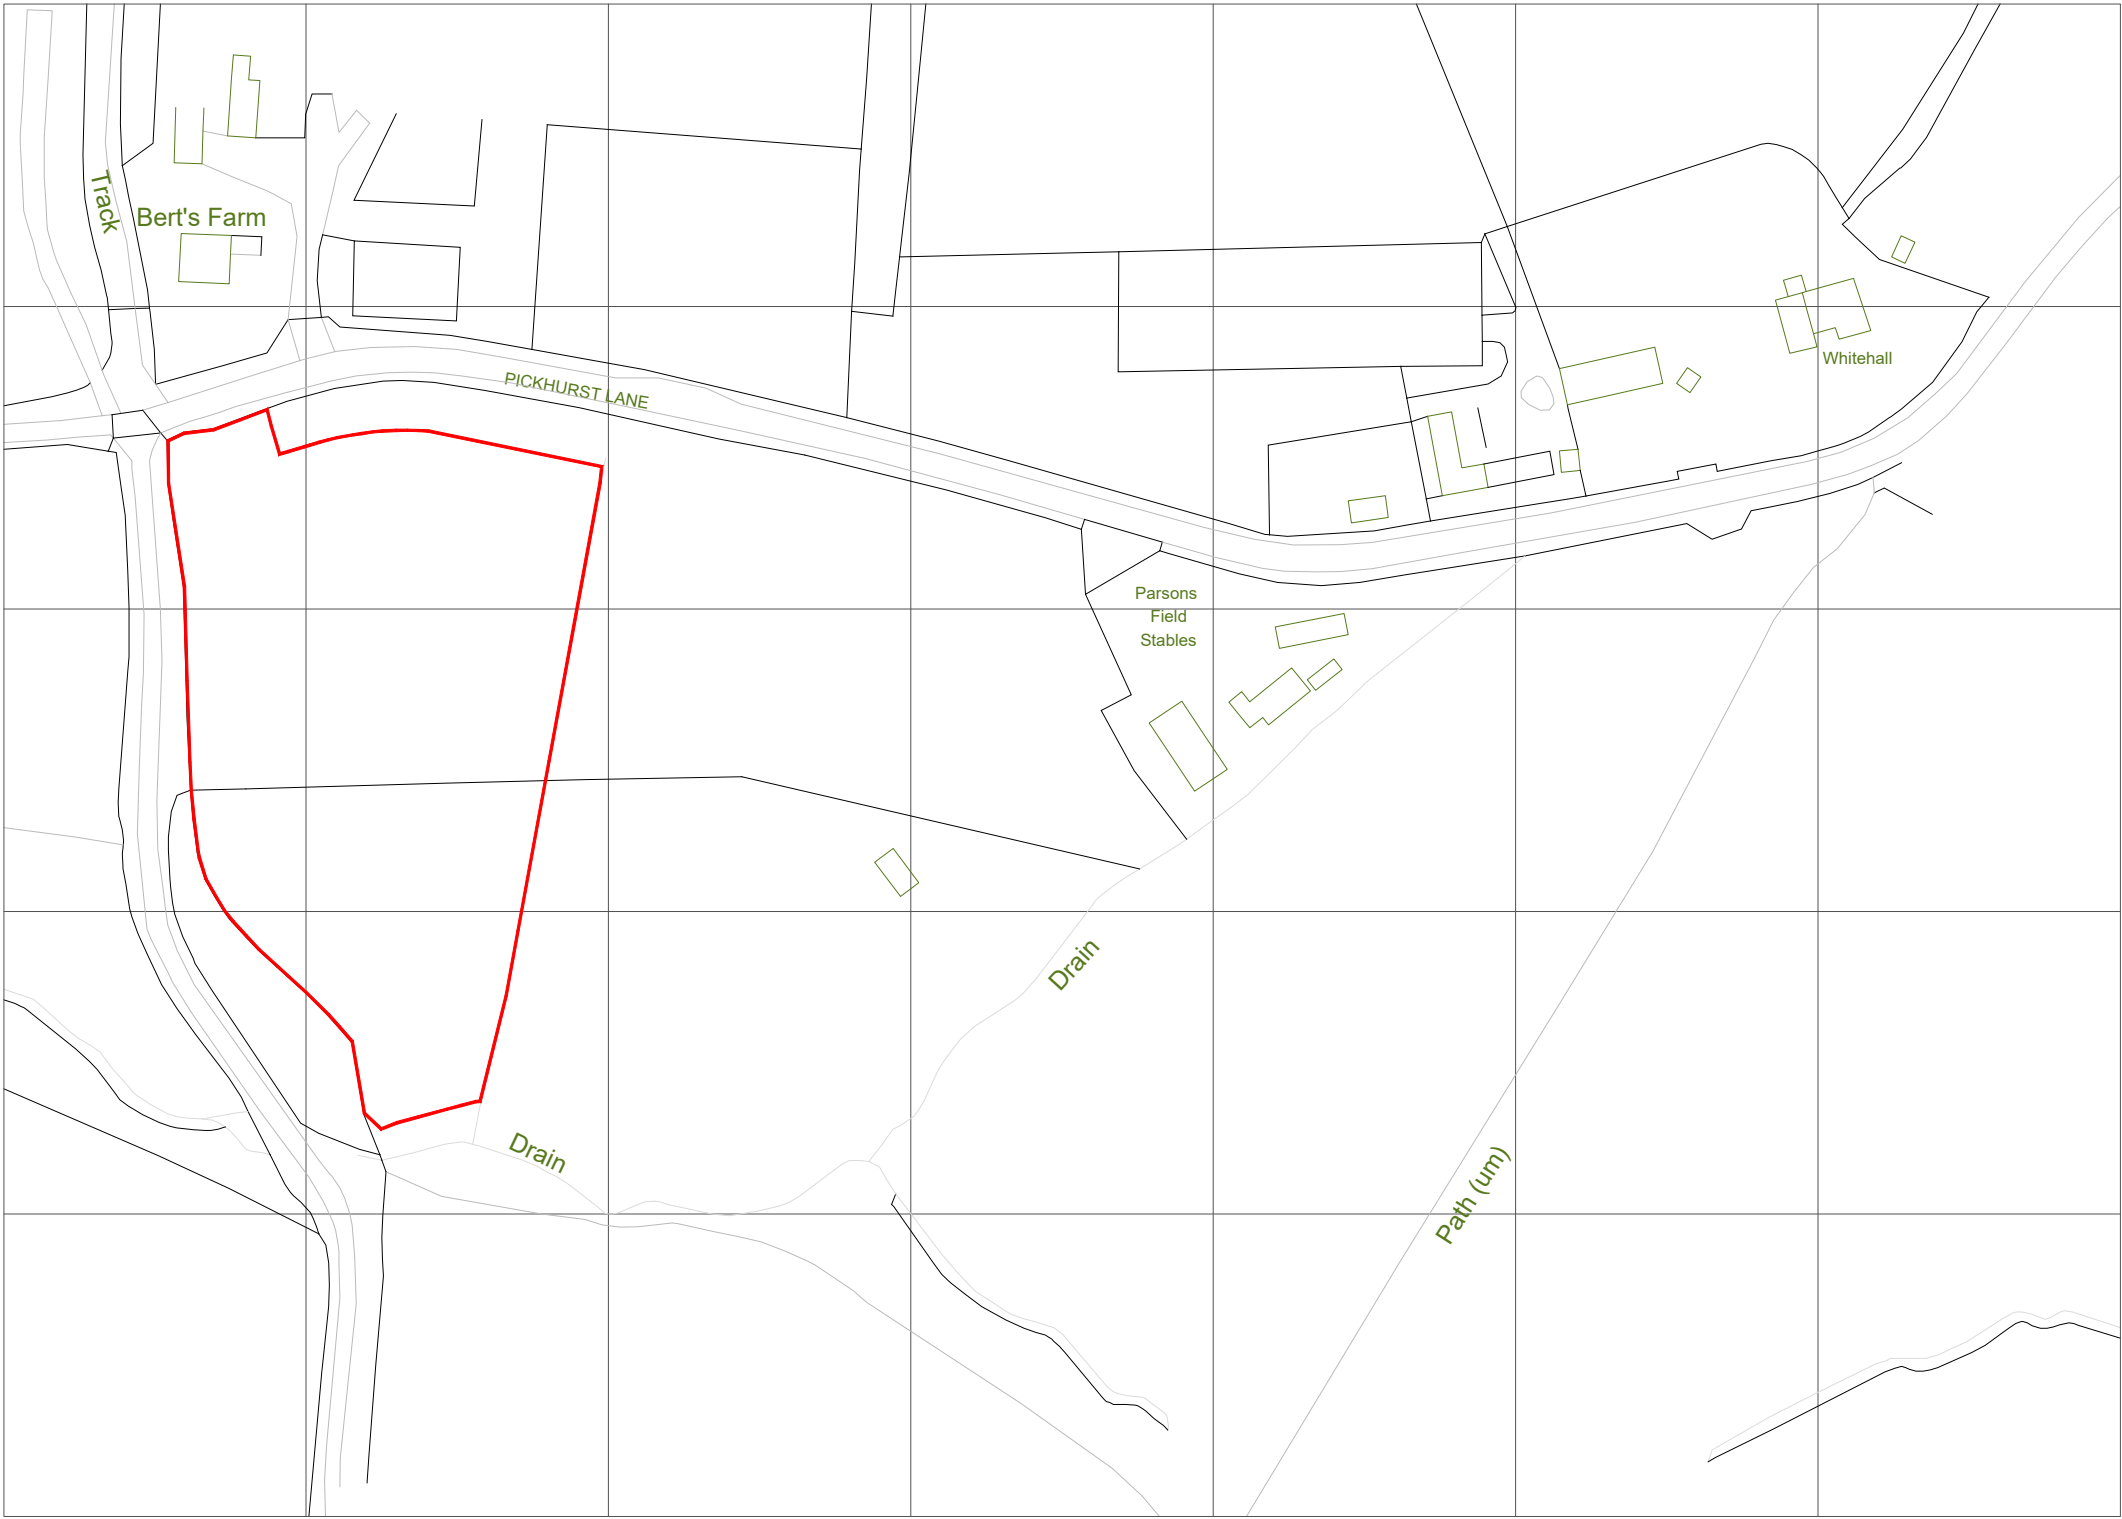 Track
Bert's Farm
PICKHURST LANE
Whitehall
Parsons
Field
Stables
Drain
Drain
Path (um)